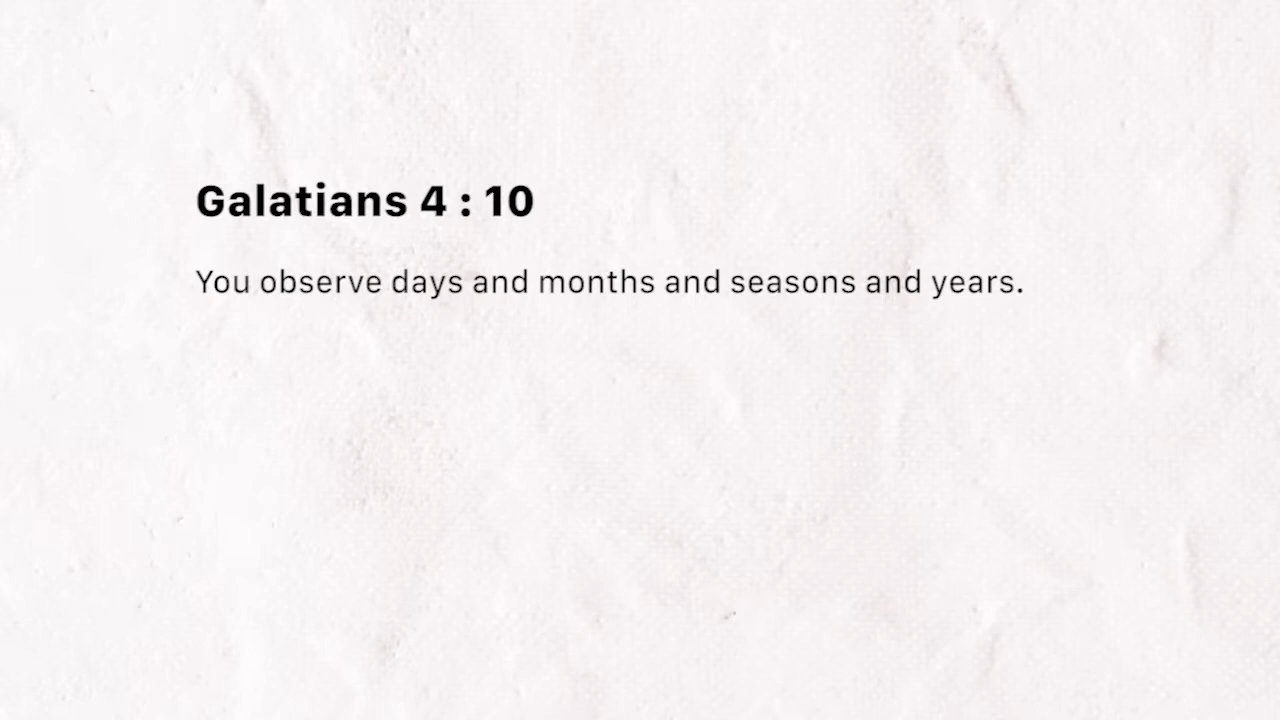 Galatians 4 : 10
You observe days and months and seasons and years.